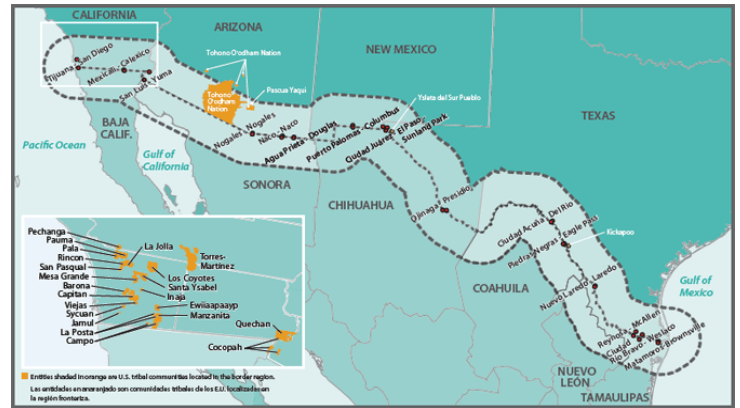 CALIFORNIA
ARIZONA
NEW MEXICO
TEXAS
Tohono O'odham Nation
Tohono
O'odham
Nation
Pascua Yaqui
Ysleta del Sur Pueblo
Tijuana - San Diego
Mexicali - Calexico
San Luis - Yuma
Nogales - Nogales
Naco - Naco
Agua Prieta - Douglas
Puerto Palomas - Columbus
Ciudad Juárez - El Paso
Sunland Park
BAJA
CALIF.
Pacific Ocean
Gulf of
California
SONORA
CHIHUAHUA
Ojinaga - Presidio
Ciudad Acuña - Del Rio
Piedras Negras - Eagle Pass
Kickapoo
COAHUILA
Nuevo Laredo - Laredo
Gulf of
Mexico
Reynosa - McAllen
Ciudad
Río Bravo - Weslaco
Matamoros - Brownsville
NUEVO
LEÓN
TAMAULIPAS
Pechanga
Pauma
Pala
Rincon
San Pasqual
Mesa Grande
Barona
Capitan
Viejas
Sycuan
Jamul
La Posta
Campo
La Jolla
Torres-
Martinez
Los Coyotes
Santa Ysabel
Inaja
Ewiiaapaayp
Manzanita
Quechan
Cocopah
Entities shaded in orange are U.S. tribal communities located in the border region.
Las entidades en anaranjado son comunidades tribales de los E.U. localizadas en
la región fronteriza.